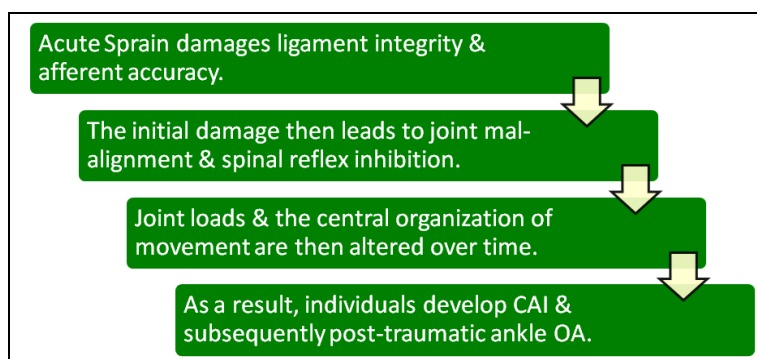 Acute Sprain damages ligament integrity &
afferent accuracy.
The initial damage then leads to joint mal-
alignment & spinal reflex inhibition.
Joint loads & the central organization of
movement are then altered over time.
As a result, individuals develop CAI &
subsequently post-traumatic ankle OA.